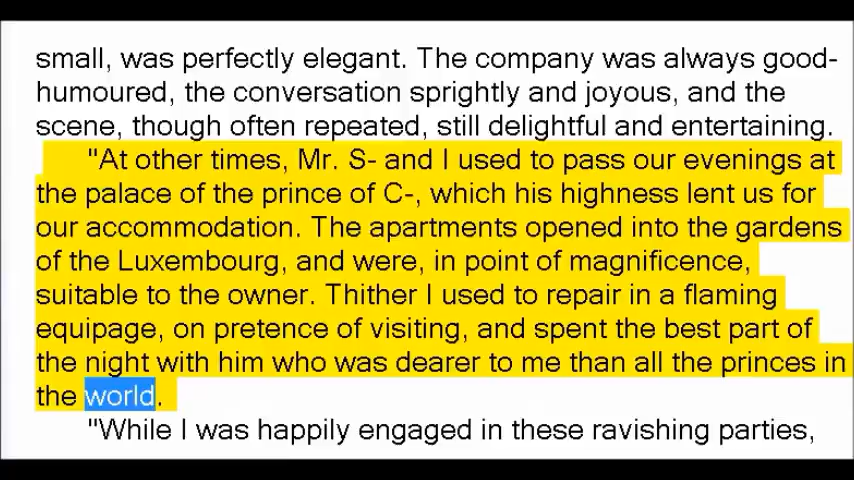 small, was perfectly elegant. The company was always good-
humoured, the conversation sprightly and joyous, and the
scene, though often repeated, still delightful and entertaining.
"At other times, Mr. S- and I used to pass our evenings at
the palace of the prince of C-, which his highness lent us for
our accommodation. The apartments opened into the gardens
of the Luxembourg, and were, in point of magnificence,
suitable to the owner. Thither I used to repair in a flaming
equipage, on pretence of visiting, and spent the best part of
the night with him who was dearer to me than all the princes in
the world.
"While I was happily engaged in these ravishing parties,